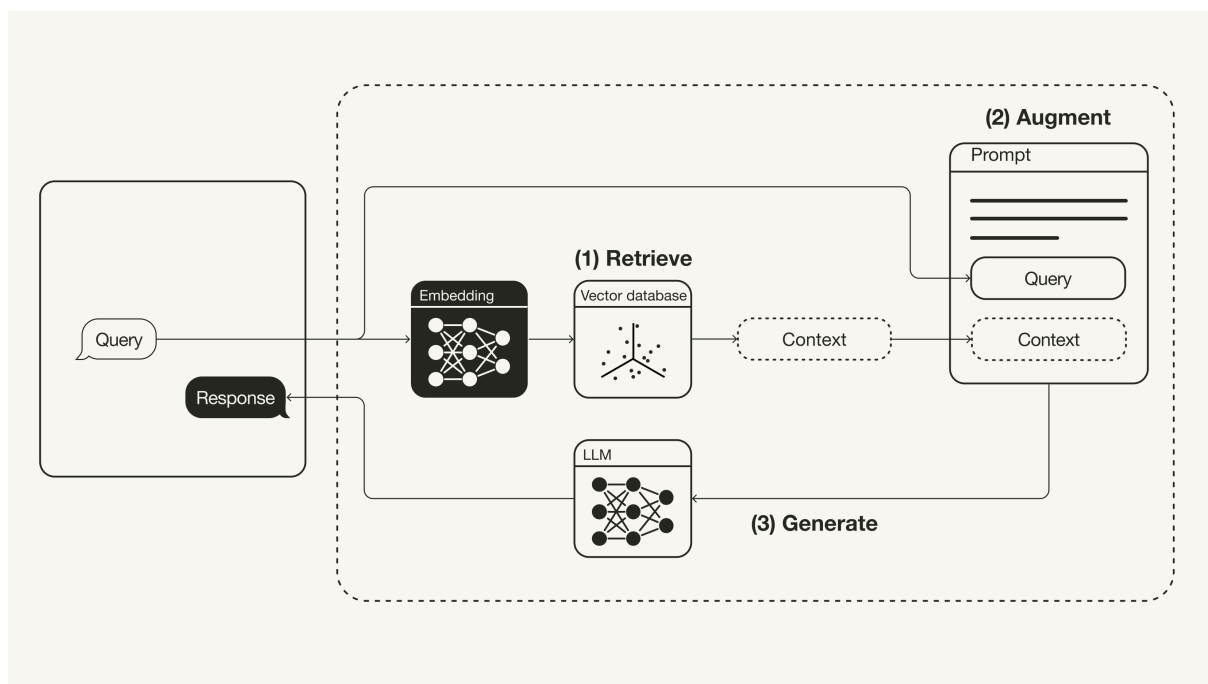 (2) Augment
Prompt
(1) Retrieve
Embedding
Vector database
Query
Query
Context
Context
Response
LLM
(3) Generate